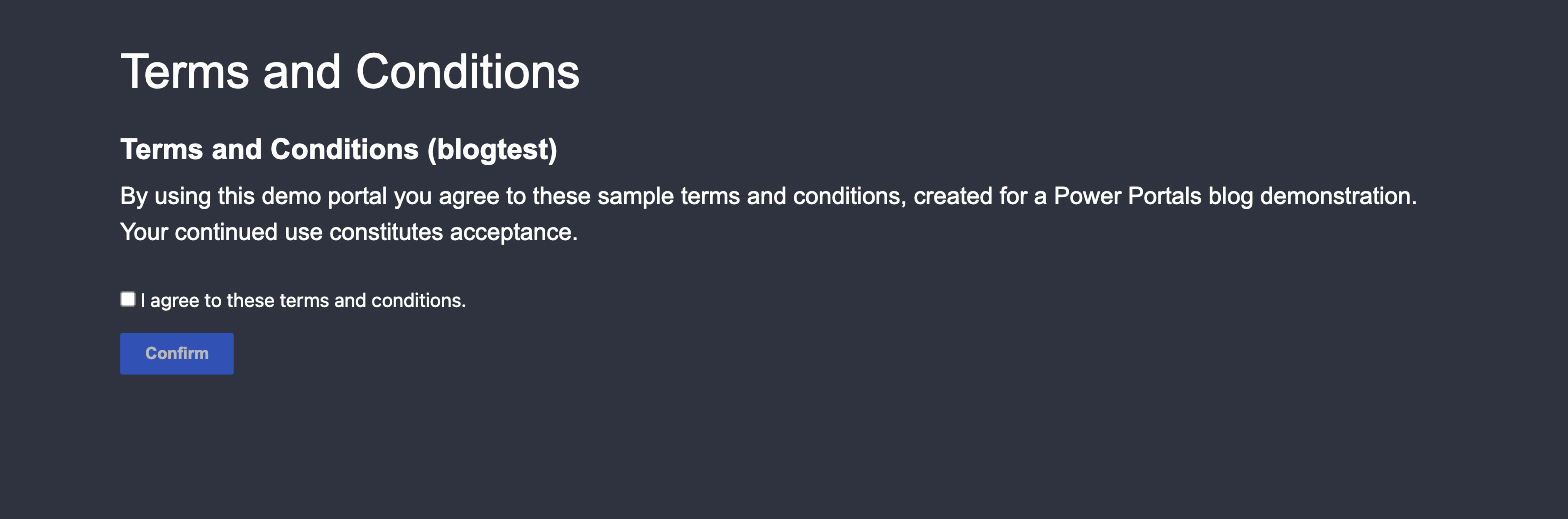 Terms and Conditions
Terms and Conditions (blogtest)
By using this demo portal you agree to these sample terms and conditions, created for a Power Portals blog demonstration.
Your continued use constitutes acceptance.
I agree to these terms and conditions.
Confirm